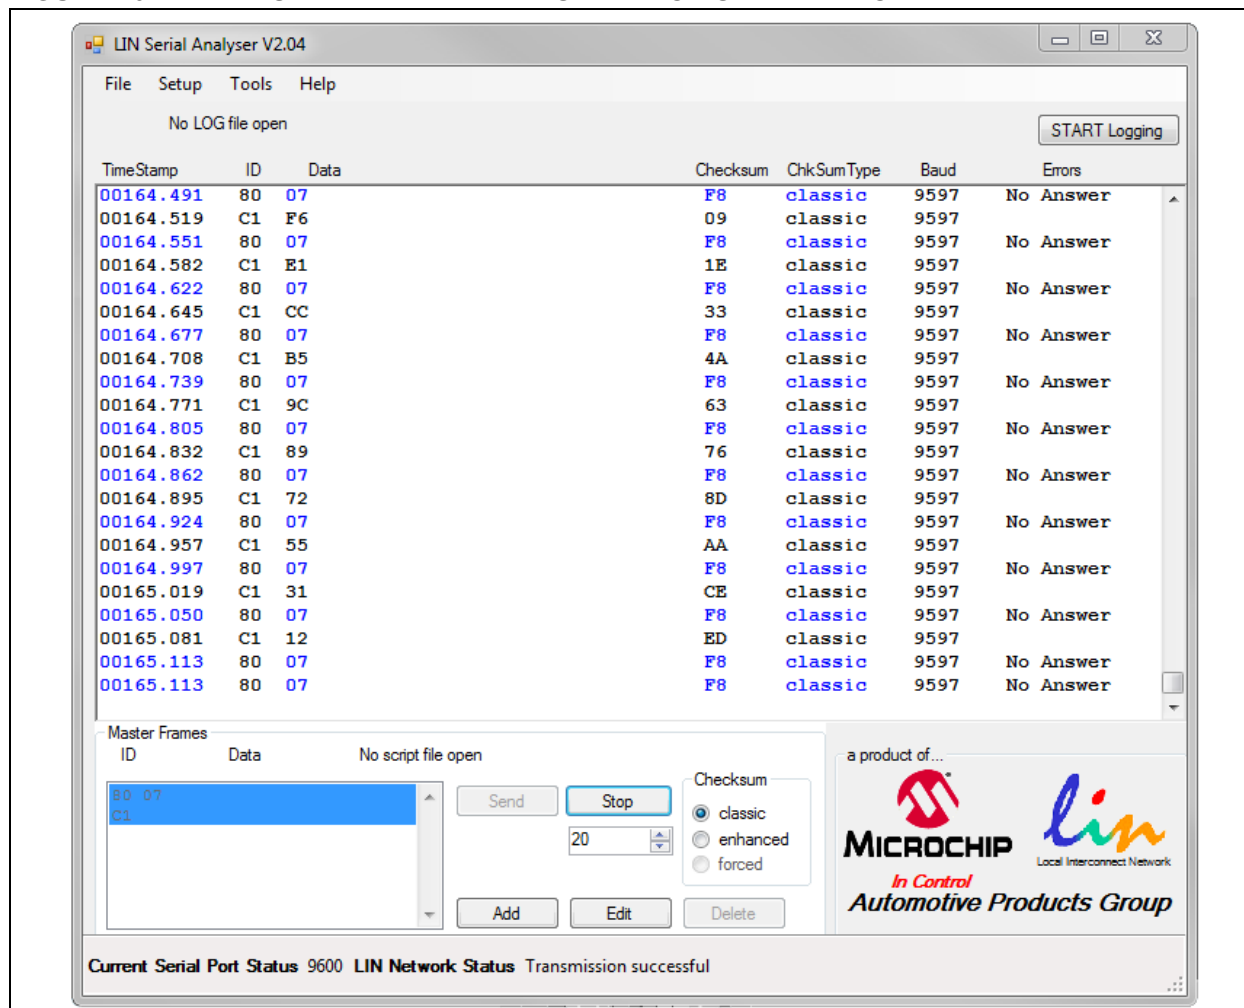 LIN Serial Analyser V2.04
File Setup Tools Help
No LOG file open
START Logging
TimeStamp ID Data Checksum ChkSumType Baud Errors
00164.491 80 07 F8 classic 9597 No Answer
00164.519 C1 F6 09 classic 9597
00164.551 80 07 F8 classic 9597 No Answer
00164.582 C1 E1 1E classic 9597
00164.622 80 07 F8 classic 9597 No Answer
00164.645 C1 CC 33 classic 9597
00164.677 80 07 F8 classic 9597 No Answer
00164.708 C1 B5 4A classic 9597
00164.739 80 07 F8 classic 9597 No Answer
00164.771 C1 9C 63 classic 9597
00164.805 80 07 F8 classic 9597 No Answer
00164.832 C1 89 76 classic 9597
00164.862 80 07 F8 classic 9597 No Answer
00164.895 C1 72 8D classic 9597
00164.924 80 07 F8 classic 9597 No Answer
00164.957 C1 55 AA classic 9597
00164.997 80 07 F8 classic 9597 No Answer
00165.019 C1 31 CE classic 9597
00165.050 80 07 F8 classic 9597 No Answer
00165.081 C1 12 ED classic 9597
00165.113 80 07 F8 classic 9597 No Answer
00165.113 80 07 F8 classic 9597 No Answer
Master Frames
ID Data No script file open
80 07
C1
Send Stop
20
Add Edit Delete
Checksum
classic
enhanced
forced
a product of...
MICROCHIP
In Control
lin
Local Interconnect Network
Automotive Products Group
Current Serial Port Status 9600 LIN Network Status Transmission successful